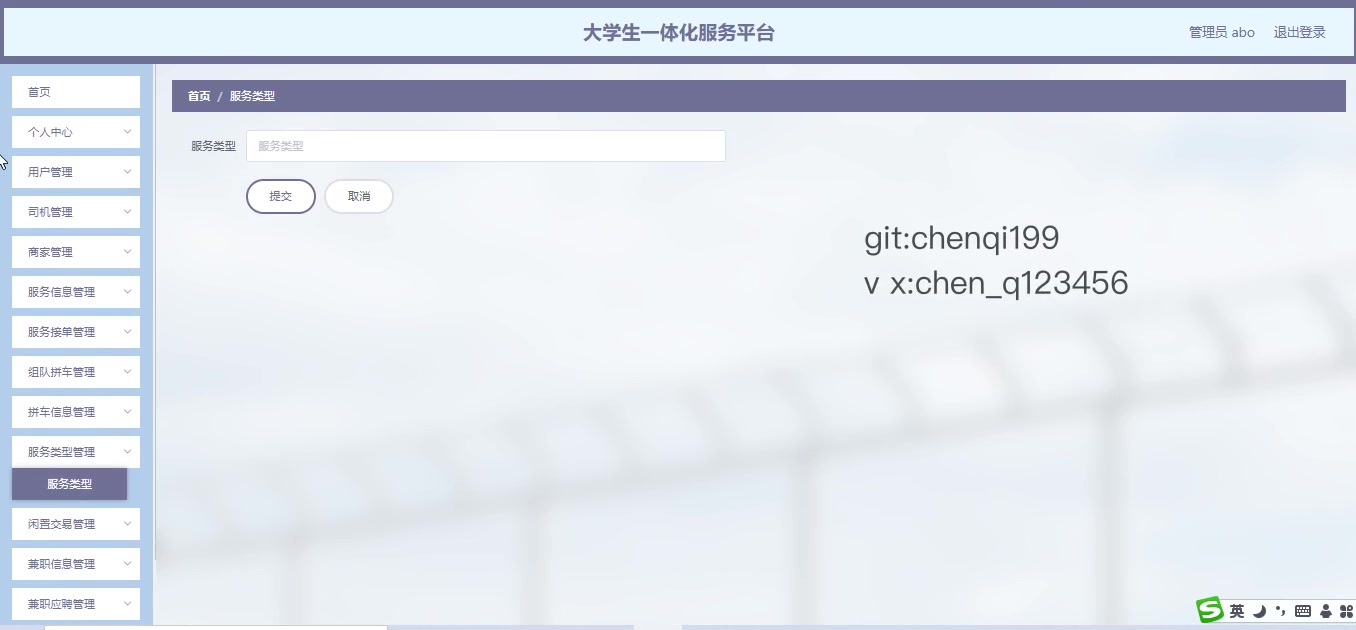 大学生一体化服务平台
管理员 abo 退出登录
首页
个人中心
用户管理
司机管理
商家管理
服务信息管理
服务接单管理
组队拼车管理
拼车信息管理
服务类型管理
服务类型
闲置交易管理
兼职信息管理
兼职应聘管理
首页 / 服务类型
服务类型 服务类型
提交 取消
git:chenqi199
v x:chen_q123456
英